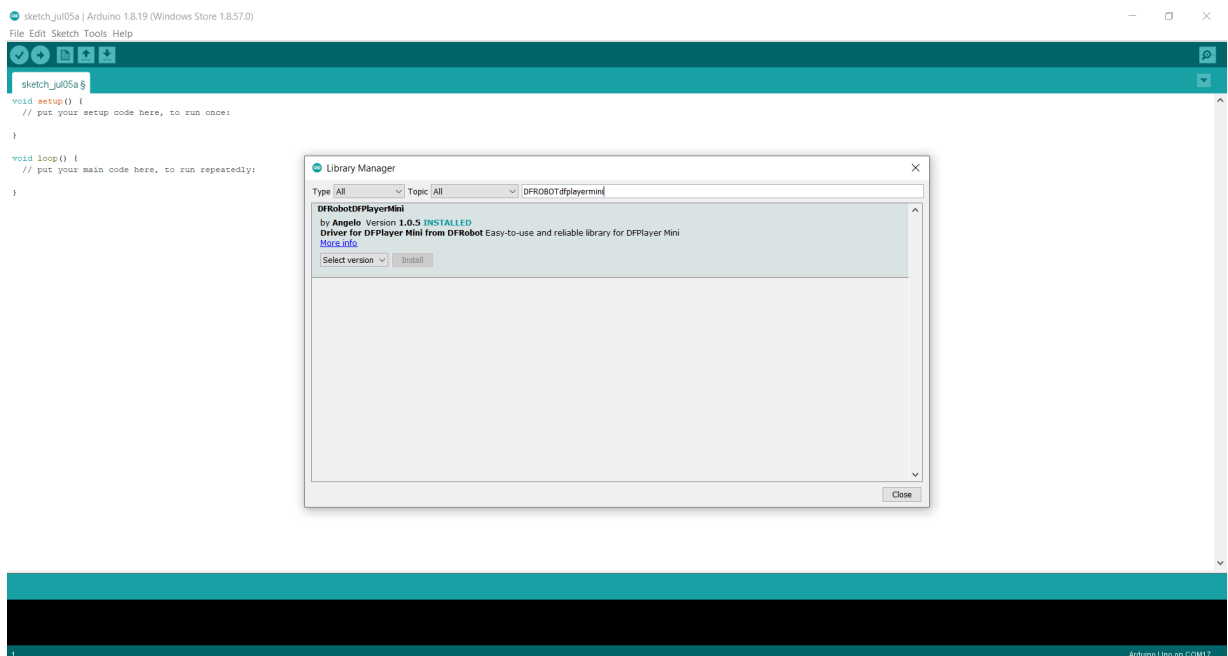 sketch_jul05a | Arduino 1.8.19 (Windows Store 1.8.57.0)
File Edit Sketch Tools Help
sketch_jul05a §
void setup() {
// put your setup code here, to run once:
}
void loop() {
// put your main code here, to run repeatedly:
}
Library Manager
Type All Topic All DFROBOTdfplayermini
DFRobotDFPlayerMini
by Angelo Version 1.0.5 INSTALLED
Driver for DFPlayer Mini from DFRobot Easy-to-use and reliable library for DFPlayer Mini
More info
Select version Install
Close
1 Arduino Uno on COM17